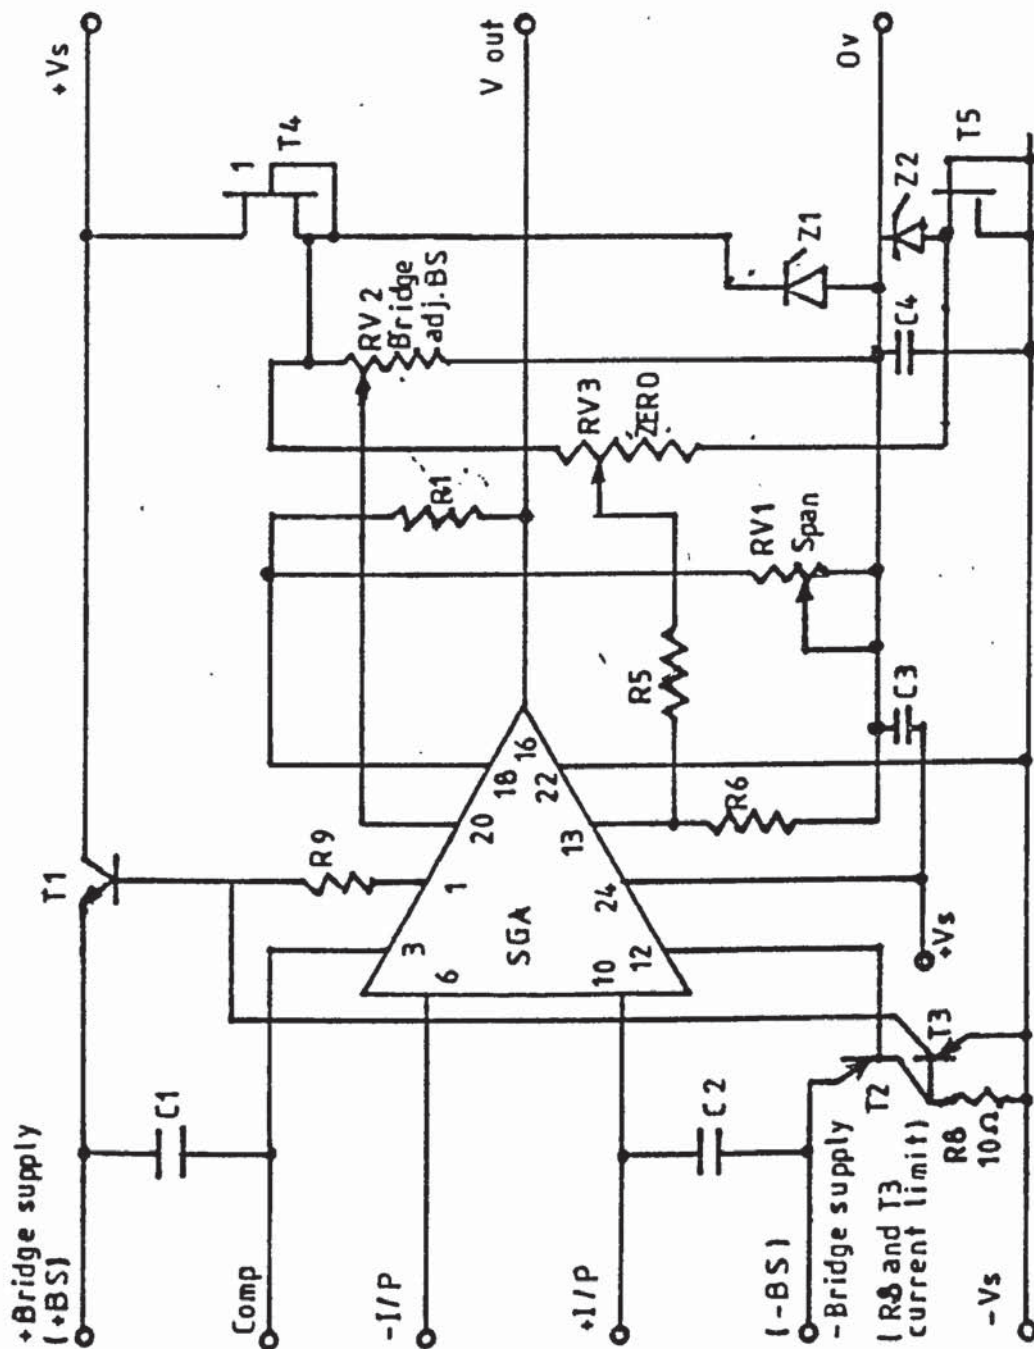 +Bridge supply
(+BS)
Comp
-I/P
+I/P
(-BS)
-Bridge supply
(R8 and T3
current limit)
-Vs
C1
C2
T1
R9
3
1
20
18
6
SGA
16
10
12
24
13
22
T2
T3
R8
10Ω
+Vs
R6
R5
C3
R1
RV1
Span
RV3
ZERO
RV2
Bridge
adj.BS
C4
Z1
Z2
1
T4
T5
+Vs
V out
0v